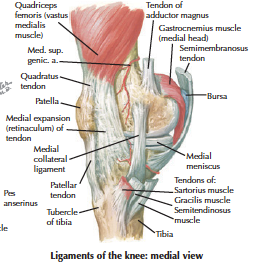 Quadriceps
femoris (vastus
medialis
muscle)
Med. sup.
genic. a.
Quadratus
tendon
Patella
Medial expansion
(retinaculum) of
tendon
Medial
collateral
ligament
Pes
anserinus
Patellar
tendon
Tubercle
of tibia
Tendon of
adductor magnus
Gastrocnemius muscle
(medial head)
Semimembranosus
tendon
Bursa
Medial
meniscus
Tendons of:
Sartorius muscle
Gracilis muscle
Semitendinosus
muscle
Tibia
Ligaments of the knee: medial view